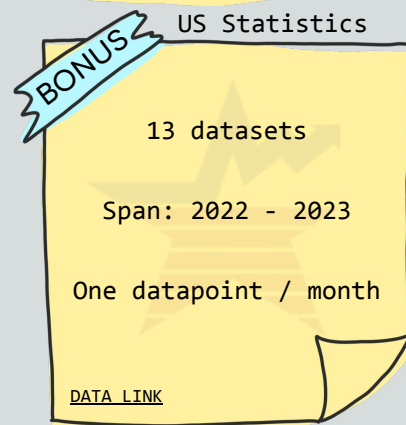 US Statistics
BONUS
13 datasets
Span: 2022 - 2023
One datapoint / month
DATA LINK